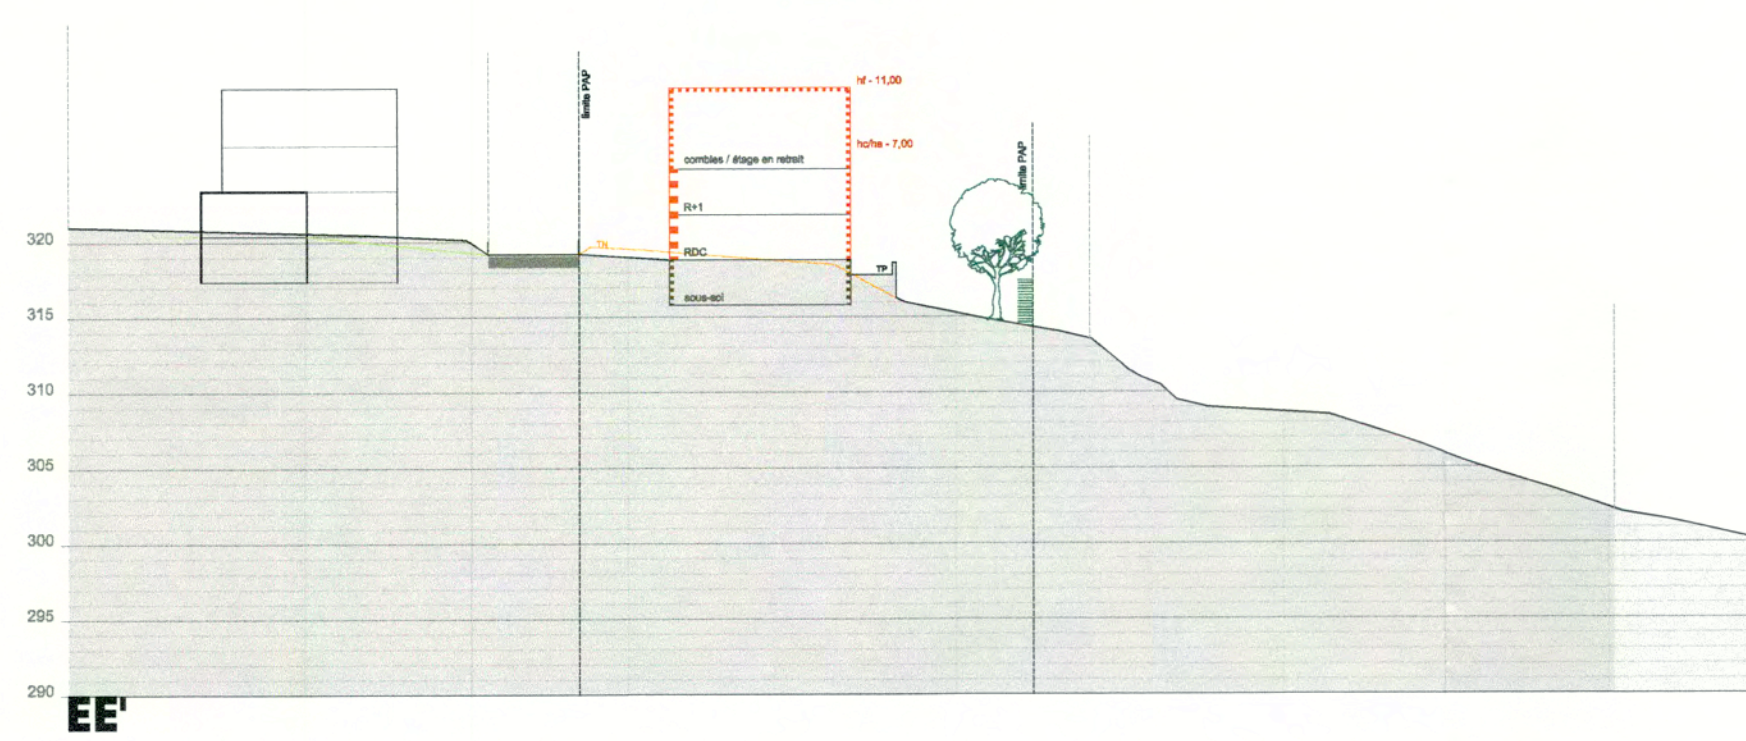 limite PAP
hf - 11,00
hc/ha - 7,00
limite PAP
combles / étage en retrait
R+1
TN
RDC
TP
sous-sol
320
315
310
305
300
295
290
EE'